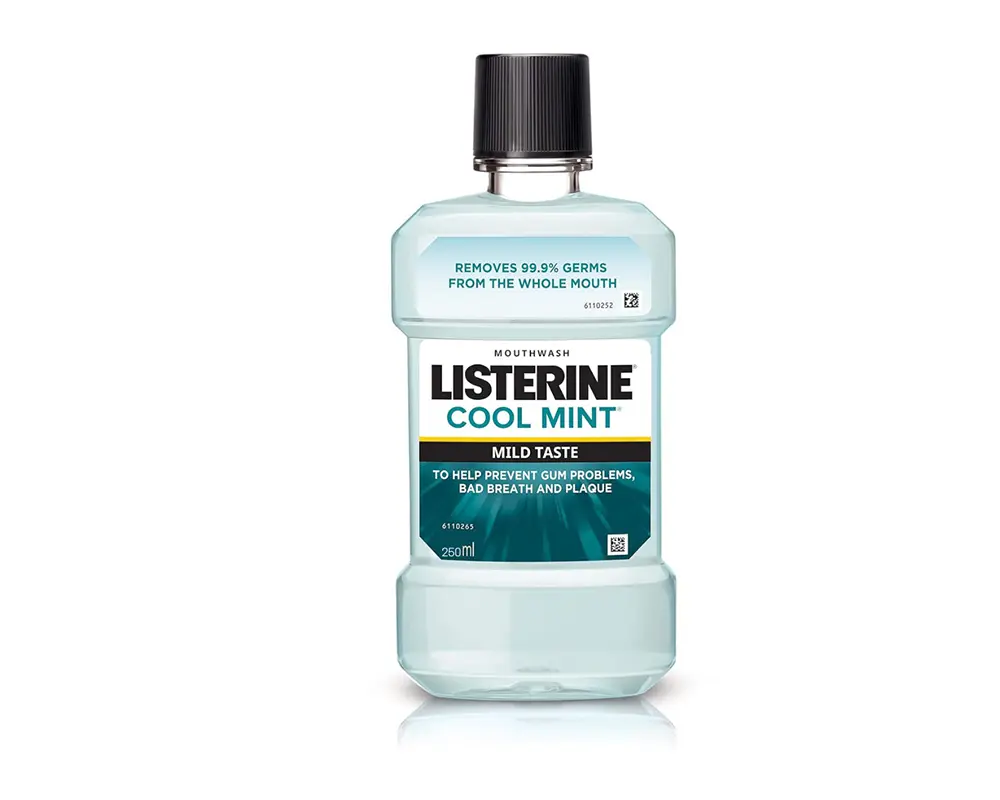 REMOVES 99.9% GERMS
FROM THE WHOLE MOUTH
6110252
MOUTHWASH
LISTERINE®
COOL MINT®
MILD TASTE
TO HELP PREVENT GUM PROBLEMS,
BAD BREATH AND PLAQUE
6110265
250ml